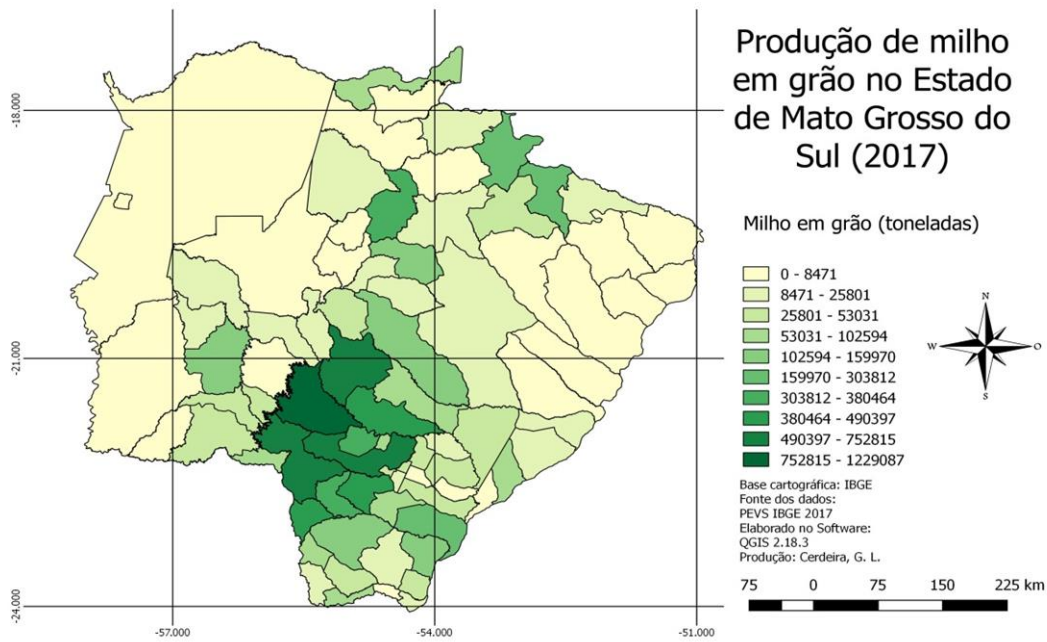 Produção de milho
em grão no Estado
de Mato Grosso do
Sul (2017)
Milho em grão (toneladas)
0 - 8471
8471 - 25801
25801 - 53031
53031 - 102594
102594 - 159970
159970 - 303812
303812 - 380464
380464 - 490397
490397 - 752815
752815 - 1229087
N
W
O
S
Base cartográfica: IBGE
Fonte dos dados:
PEVS IBGE 2017
Elaborado no Software:
QGIS 2.18.3
Produção: Cerdeira, G. L.
75 0 75 150 225 km
-18.000
-21.000
-24.000
-57.000 -54.000 -51.000